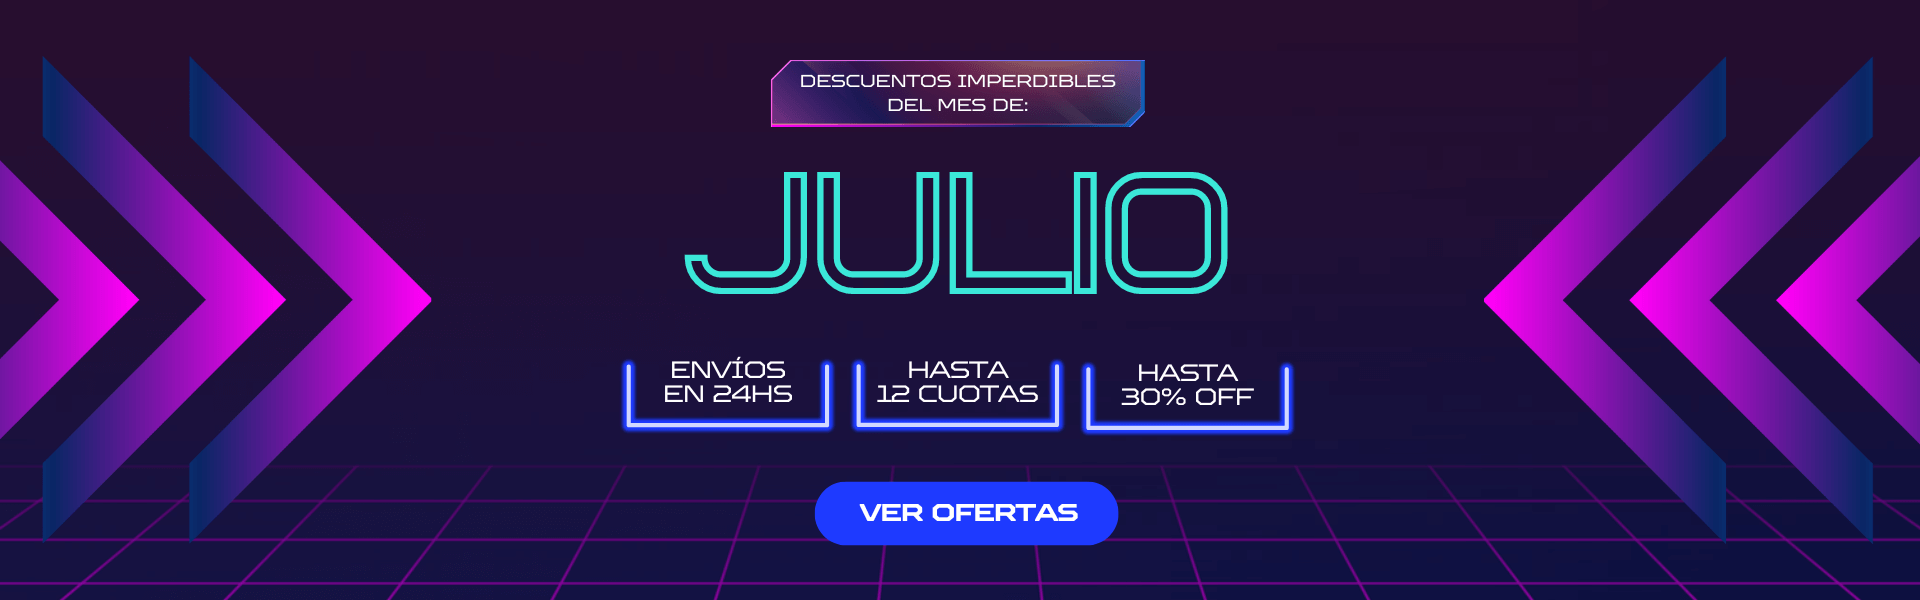 DESCUENTOS IMPERDIBLES
DEL MES DE:
JULIO
ENVÍOS
EN 24HS
HASTA
12 CUOTAS
HASTA
30% OFF
VER OFERTAS